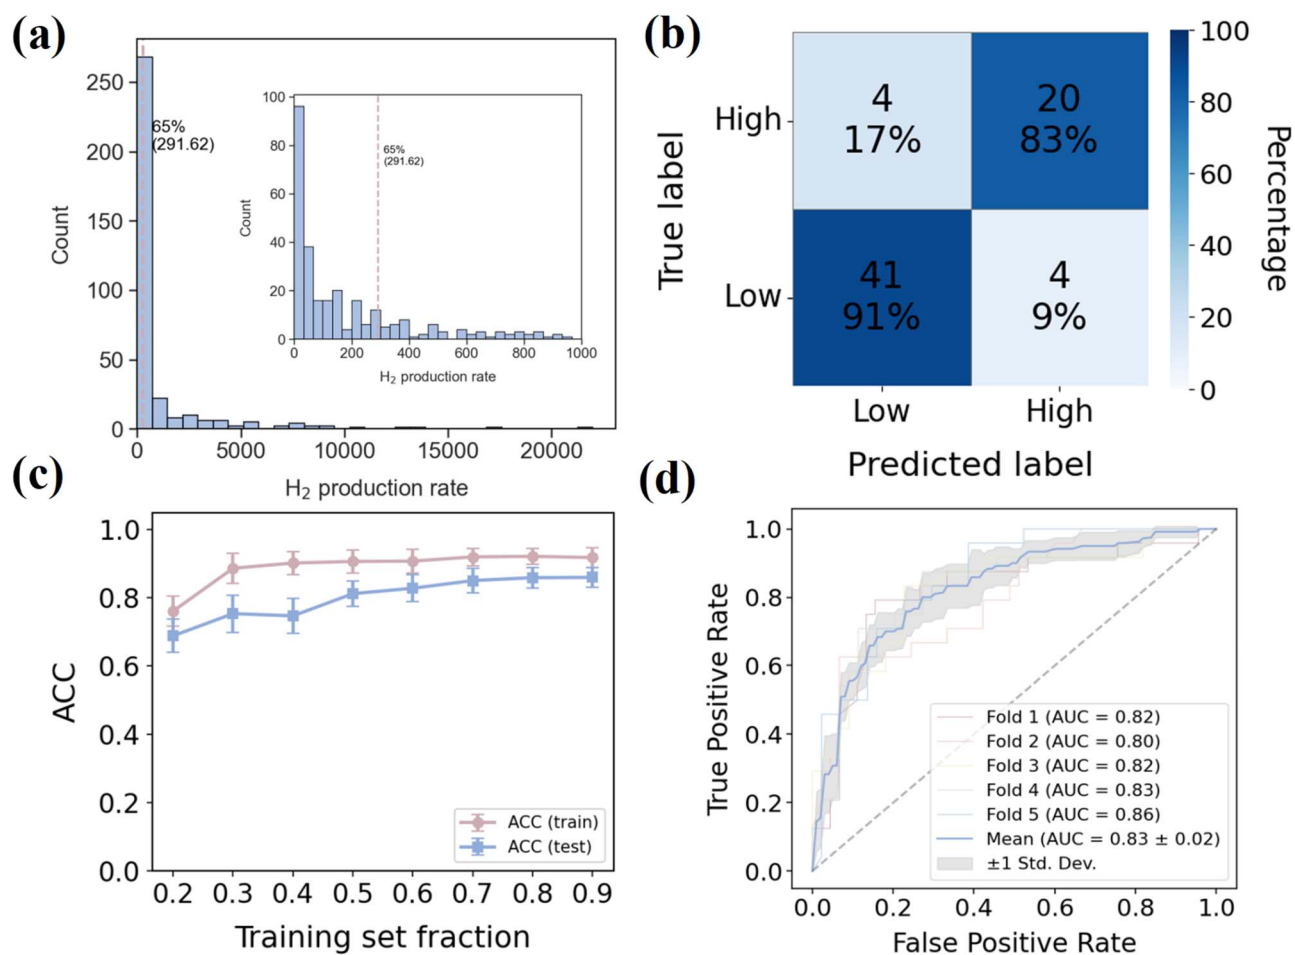 (a)
250
200
150
100
50
0
Count
65%
(291.62)
0
5000
10000
15000
20000
H₂ production rate
100
80
60
40
20
0
Count
65%
(291.62)
0
200
400
600
800
1000
H₂ production rate
(b)
True label
High
Low
4
17%
20
83%
41
91%
4
9%
Low
High
Predicted label
100
80
60
40
20
0
Percentage
(c)
ACC
1.0
0.8
0.6
0.4
0.2
0.0
ACC (train)
ACC (test)
0.2
0.3
0.4
0.5
0.6
0.7
0.8
0.9
Training set fraction
(d)
True Positive Rate
1.0
0.8
0.6
0.4
0.2
0.0
Fold 1 (AUC = 0.82)
Fold 2 (AUC = 0.80)
Fold 3 (AUC = 0.82)
Fold 4 (AUC = 0.83)
Fold 5 (AUC = 0.86)
Mean (AUC = 0.83 ± 0.02)
±1 Std. Dev.
0.0
0.2
0.4
0.6
0.8
1.0
False Positive Rate